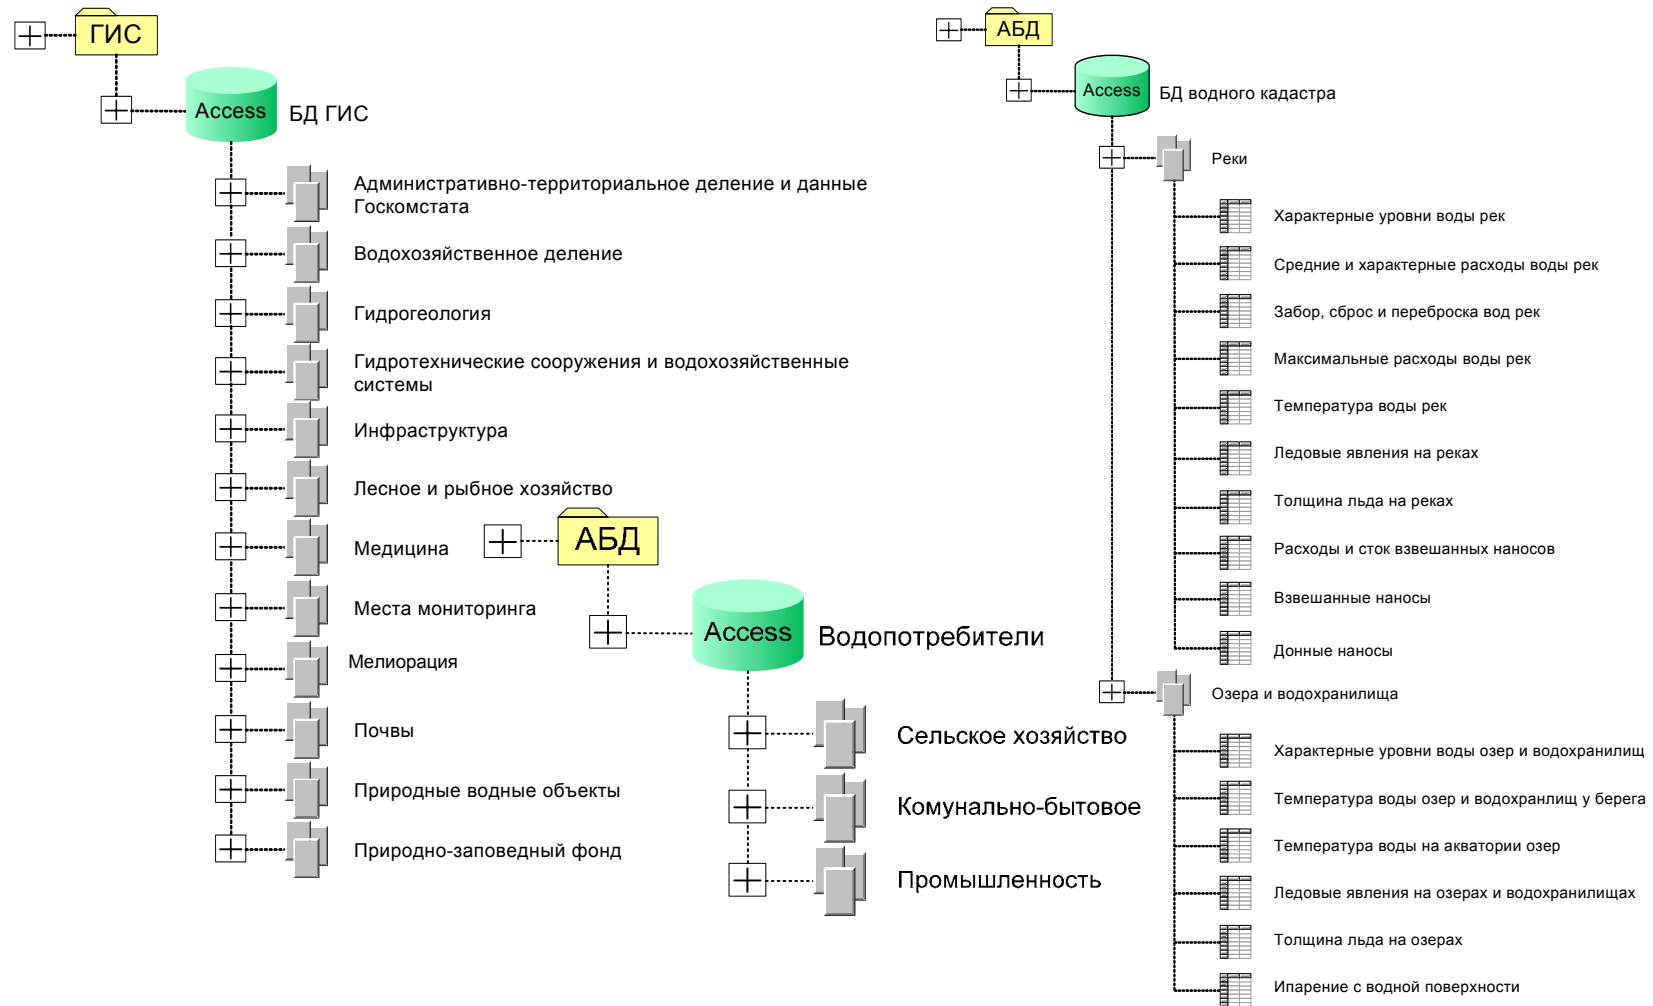 ГИС
Access
БД ГИС
Административно-территориальное деление и данные
Госкомстата
Водохозяйственное деление
Гидрогеология
Гидротехнические сооружения и водохозяйственные
системы
Инфраструктура
Лесное и рыбное хозяйство
Медицина
Места мониторинга
Мелиорация
Почвы
Природные водные объекты
Природно-заповедный фонд
АБД
Access
Водопотребители
Сельское хозяйство
Комунально-бытовое
Промышленность
АБД
Access
БД водного кадастра
Реки
Характерные уровни воды рек
Средние и характерные расходы воды рек
Забор, сброс и переброска вод рек
Максимальные расходы воды рек
Температура воды рек
Ледовые явления на реках
Толщина льда на реках
Расходы и сток взвешанных наносов
Взвешанные наносы
Донные наносы
Озера и водохранилища
Характерные уровни воды озер и водохранилищ
Температура воды озер и водохранлищ у берега
Температура воды на акватории озер
Ледовые явления на озерах и водохранилищах
Толщина льда на озерах
Ипарение с водной поверхности